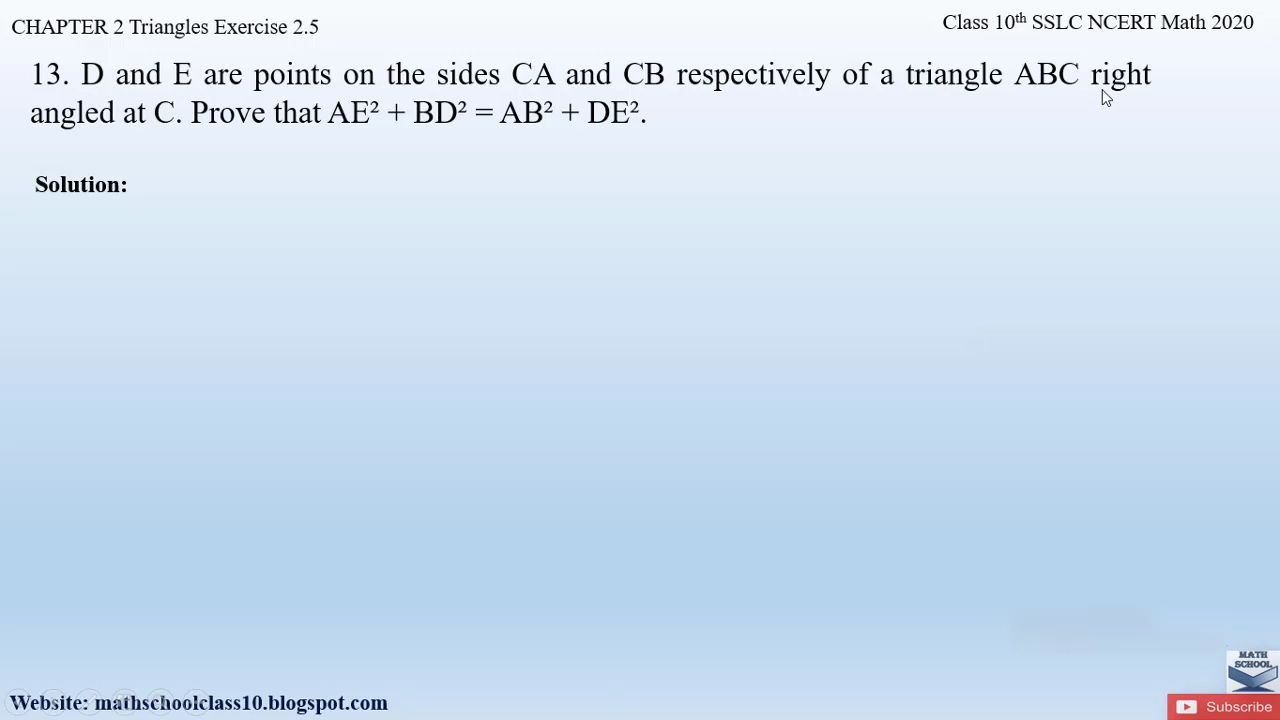 CHAPTER 2 Triangles Exercise 2.5
Class 10th SSLC NCERT Math 2020
13. D and E are points on the sides CA and CB respectively of a triangle ABC right
angled at C. Prove that AE² + BD² = AB² + DE².
Solution:
MATH
SCHOOL
Website: mathschoolclass10.blogspot.com
Subscribe